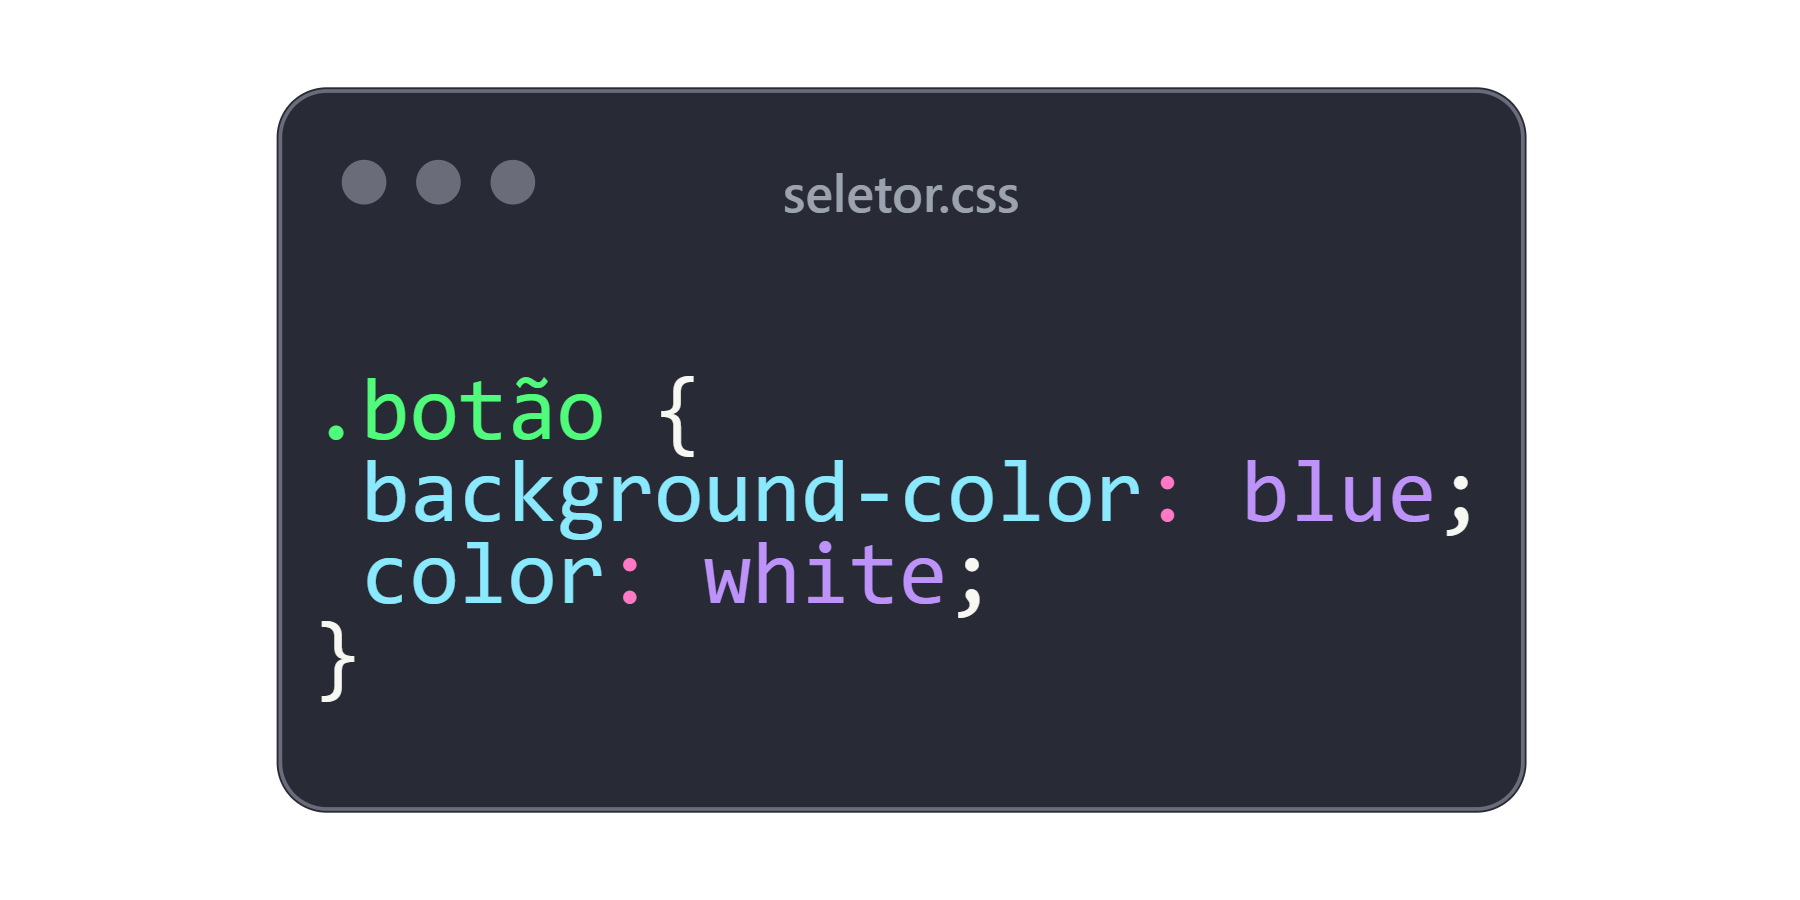 seletor.css
.botão {
 background-color: blue;
 color: white;
}